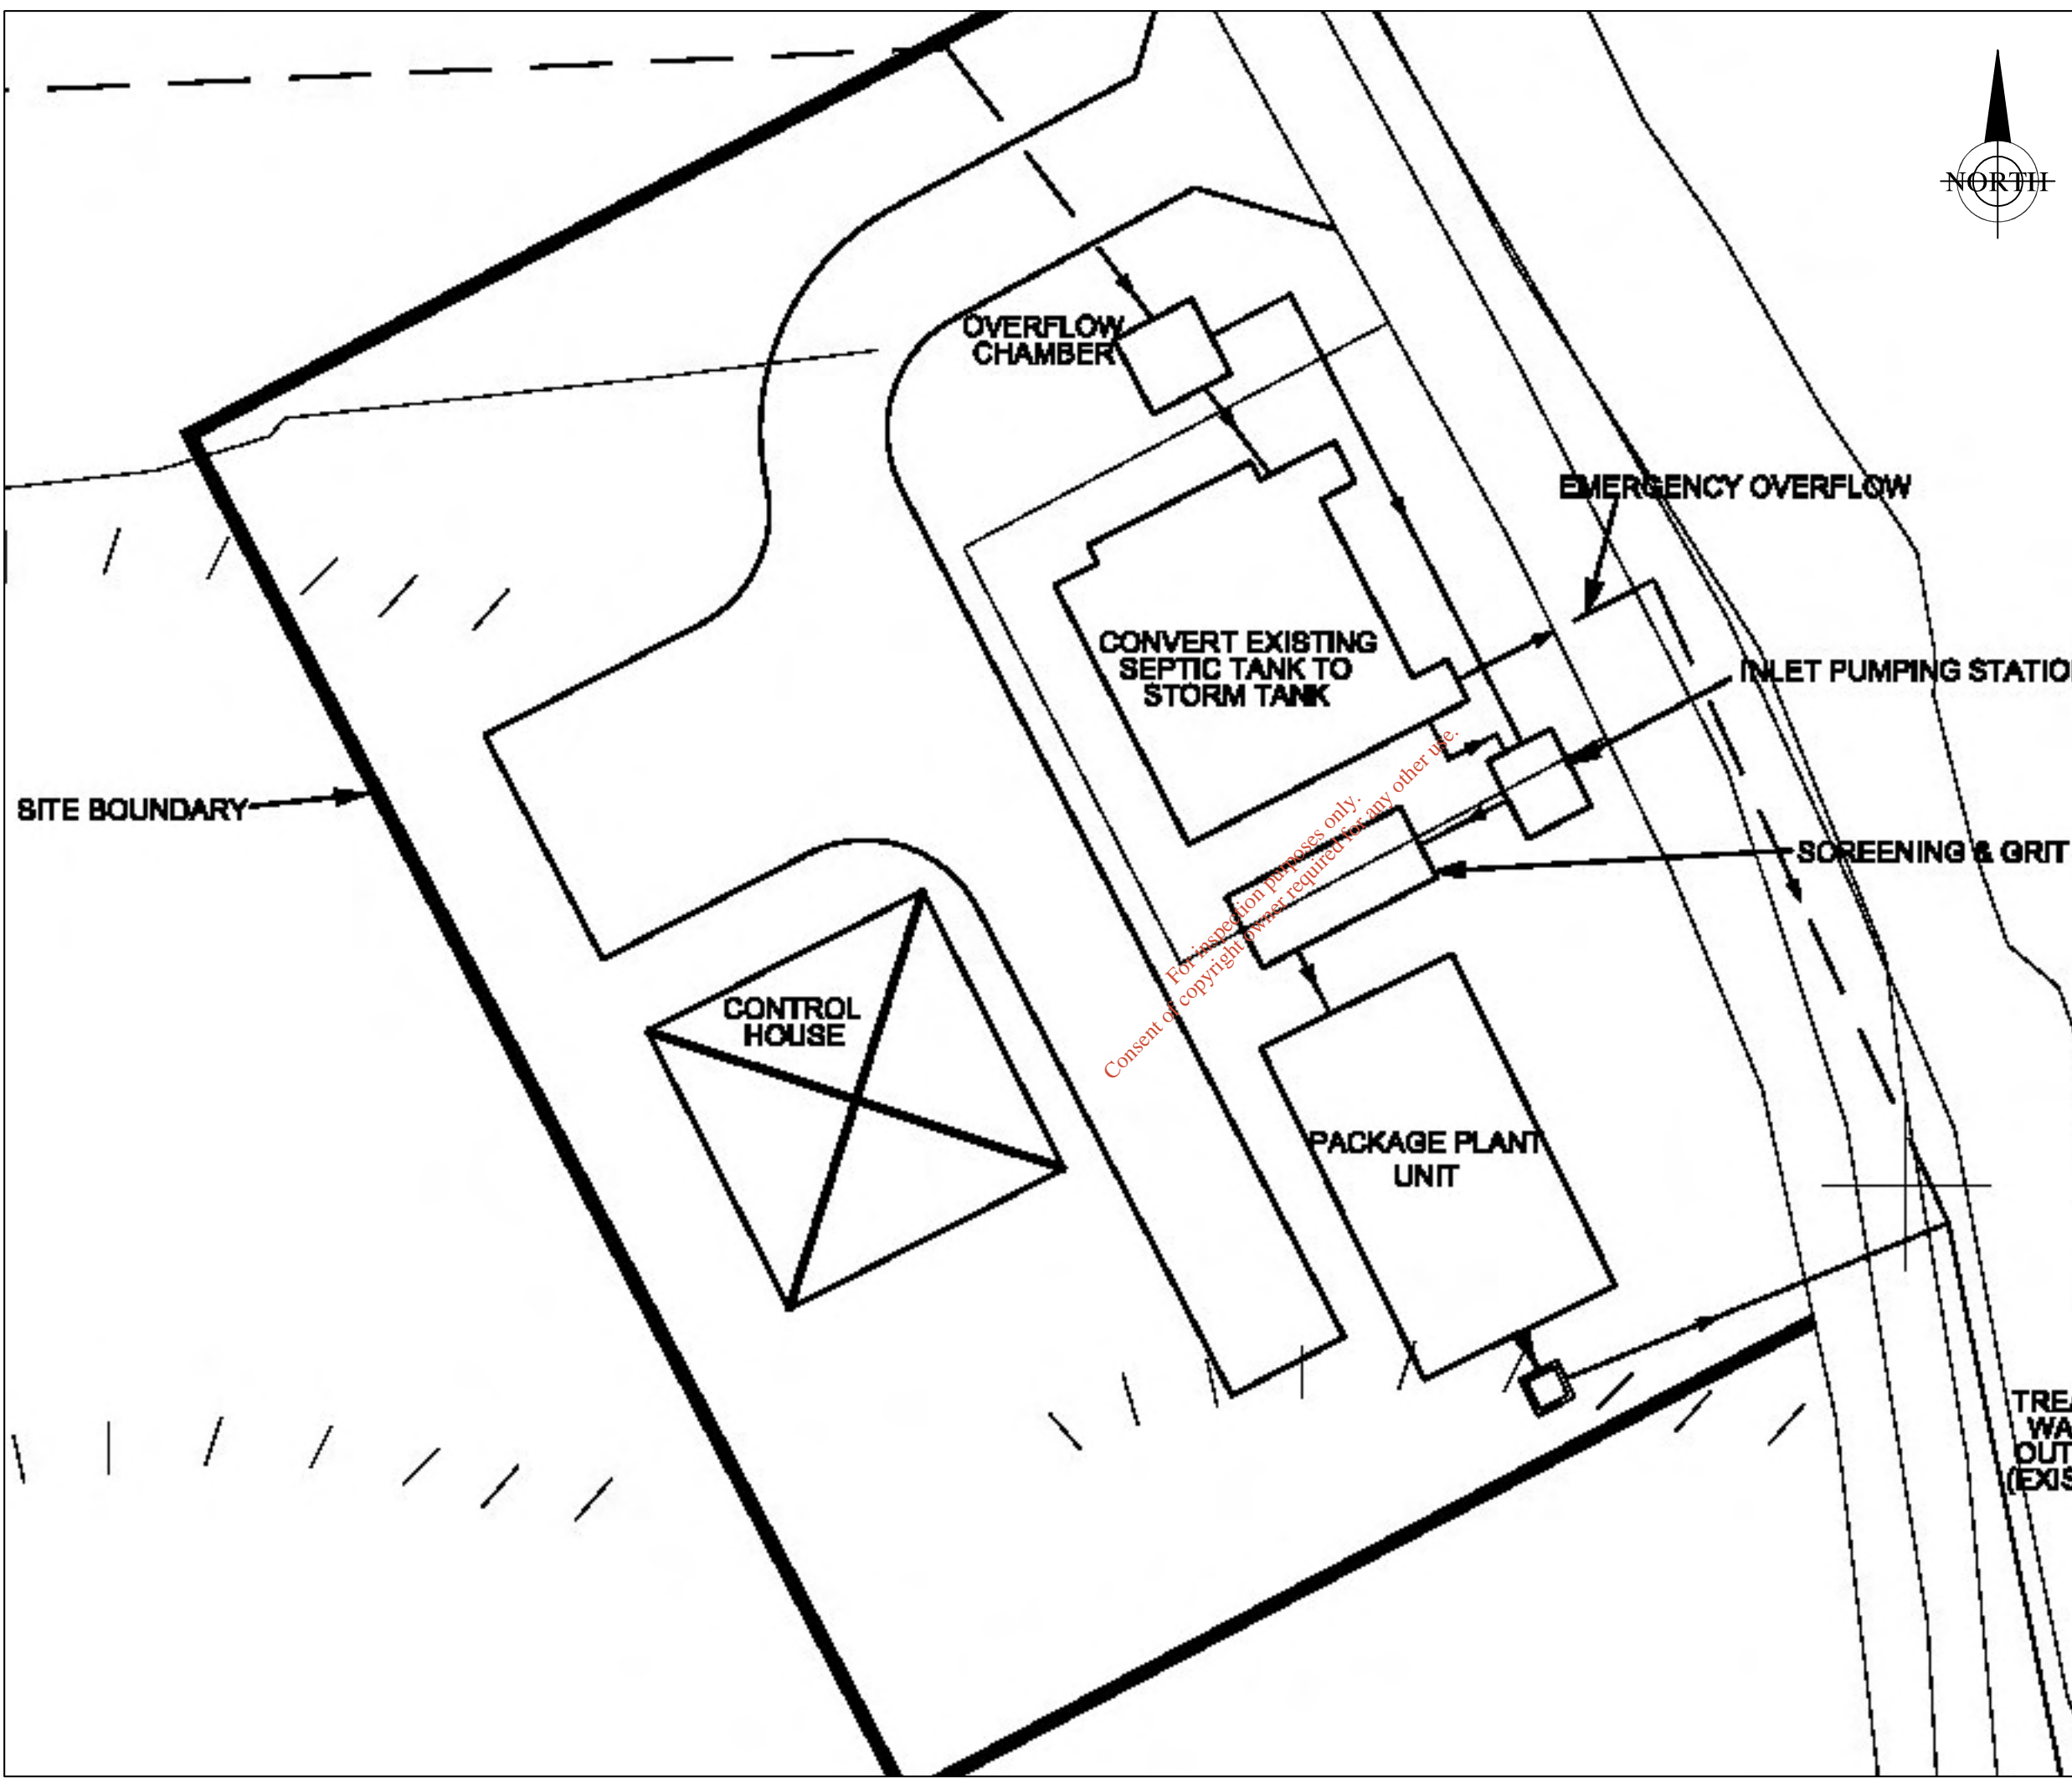 NORTH
OVERFLOW
CHAMBER
EMERGENCY OVERFLOW
CONVERT EXISTING
SEPTIC TANK TO
STORM TANK
INLET PUMPING STATIO
SITE BOUNDARY
SCREENING & GRIT
For inspection purposes only.
Consent of copyright owner required for any other use.
CONTROL
HOUSE
PACKAGE PLANT
UNIT
TREA
WA
OUT
(EXIS